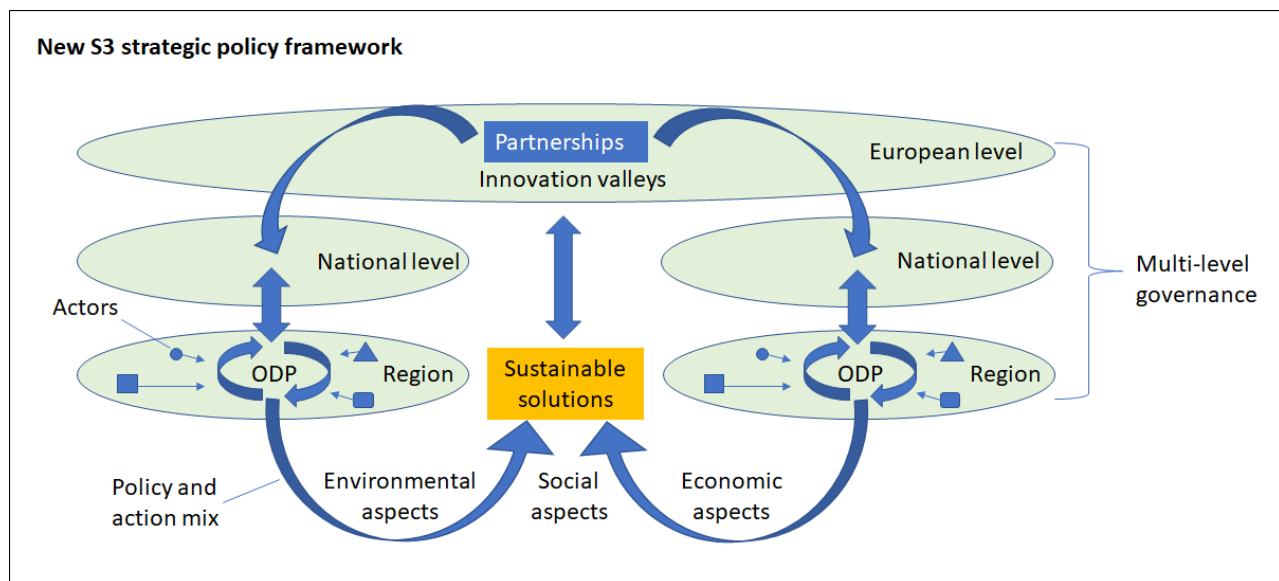 New S3 strategic policy framework
Partnerships
European level
Innovation valleys
National level
National level
Multi-level
governance
Actors
ODP
Region
Sustainable
solutions
ODP
Region
Policy and
action mix
Environmental
aspects
Social
aspects
Economic
aspects